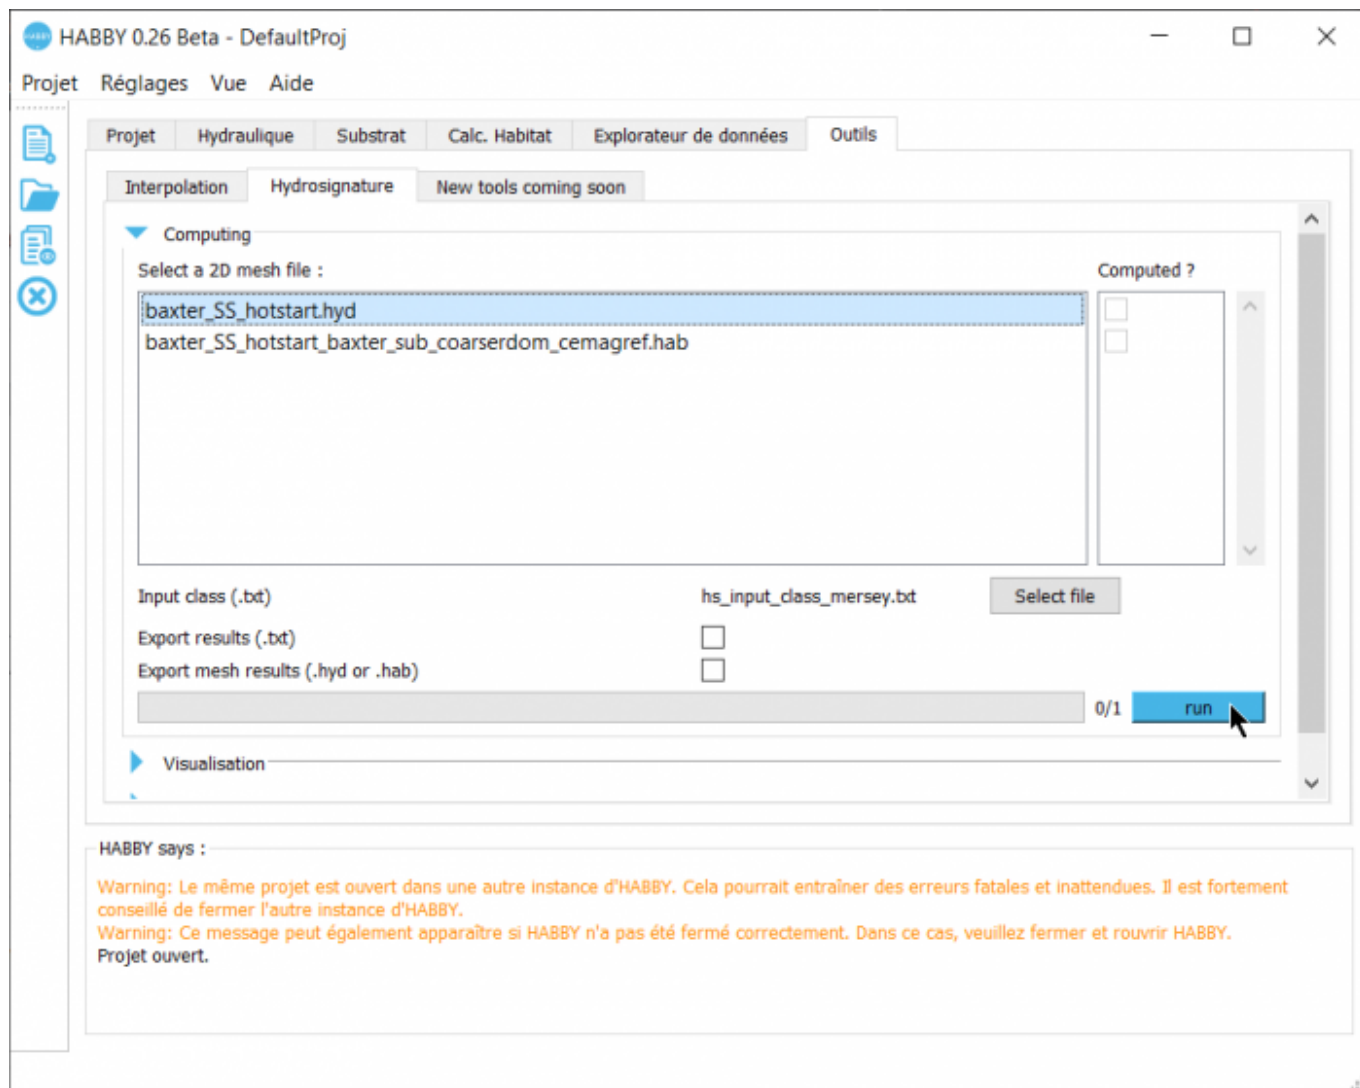 HABBY 0.26 Beta - DefaultProj
Projet Réglages Vue Aide
Projet Hydraulique Substrat Calc. Habitat Explorateur de données Outils
Interpolation Hydrosignature New tools coming soon
Computing
Select a 2D mesh file : Computed ?
baxter_SS_hotstart.hyd
baxter_SS_hotstart_baxter_sub_coarserdom_cemagref.hab
Input class (.txt) hs_input_class_mersey.txt Select file
Export results (.txt)
Export mesh results (.hyd or .hab)
0/1 run
Visualisation
HABBY says :
Warning: Le même projet est ouvert dans une autre instance d'HABBY. Cela pourrait entraîner des erreurs fatales et inattendues. Il est fortement
conseillé de fermer l'autre instance d'HABBY.
Warning: Ce message peut également apparaître si HABBY n'a pas été fermé correctement. Dans ce cas, veuillez fermer et rouvrir HABBY.
Projet ouvert.